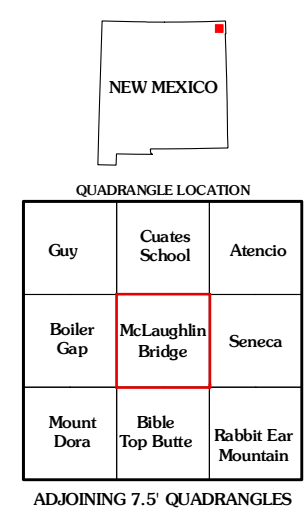 NEW MEXICO
QUADRANGLE LOCATION
Guy
Cuates
School
Atencio
Boiler
Gap
McLaughlin
Bridge
Seneca
Mount
Dora
Bible
Top Butte
Rabbit Ear
Mountain
ADJOINING 7.5' QUADRANGLES